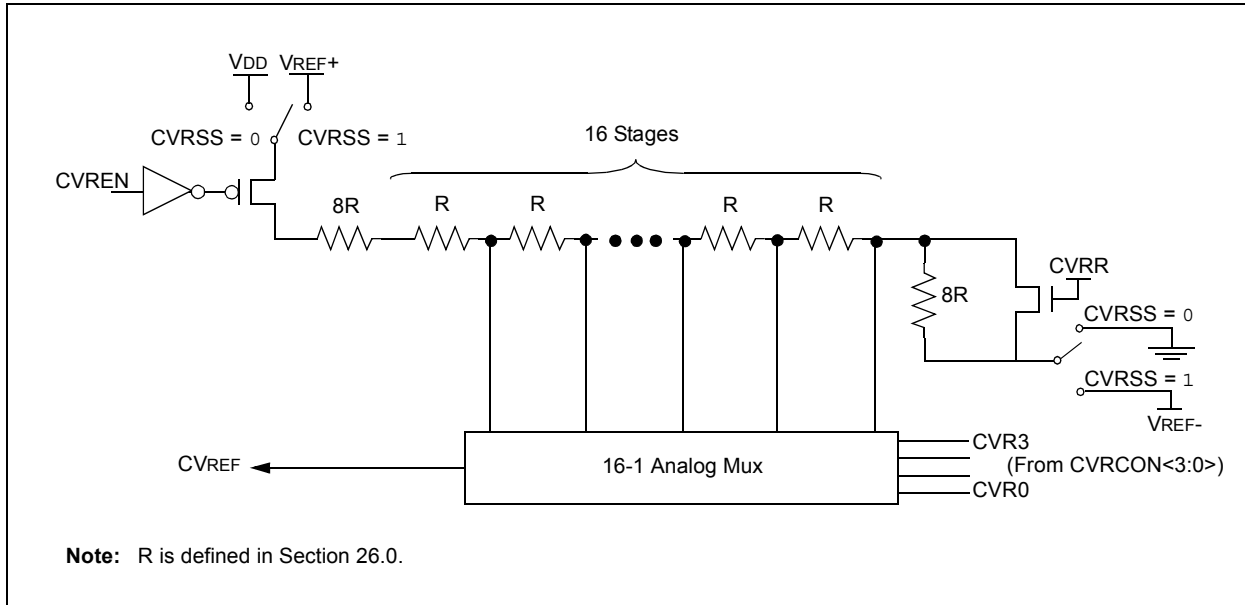 VDD VREF+
CVRSS = 0 CVRSS = 1
16 Stages
CVREN
8R R R R R
CVRR
8R
CVRSS = 0
CVRSS = 1
VREF-
CVREF
16-1 Analog Mux
CVR3
(From CVRCON<3:0>)
CVR0
Note: R is defined in Section 26.0.